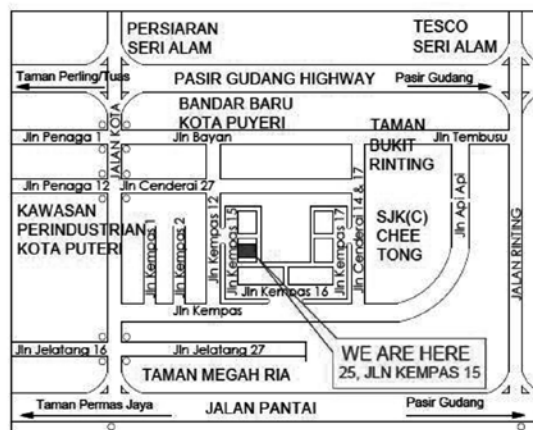 PERSIARAN
SERI ALAM
TESCO
SERI ALAM
Taman Perling/Tuas
PASIR GUDANG HIGHWAY
Pasir Gudang
BANDAR BARU
KOTA PUYERI
JALAN KOTA
Jln Penaga 1
Jln Bayan
TAMAN
BUKIT
RINTING
Jln Tembusu
Jln Penaga 12
Jln Cenderai 27
KAWASAN
PERINDUSTRIAN
KOTA PUTERI
Jln Kempas 1
Jln Kempas 2
Jln Kempas 12
Jln Kempas 15
Jln Kempas 17
Jln Cenderai 14 & 17
SJK(C)
CHEE
TONG
Jln Api Api
JALAN RINTING
Jln Kempas 16
Jln Kempas
Jln Jelatang 16
Jln Jelatang 27
WE ARE HERE
25, JLN KEMPAS 15
TAMAN MEGAH RIA
Taman Permas Jaya
JALAN PANTAI
Pasir Gudang